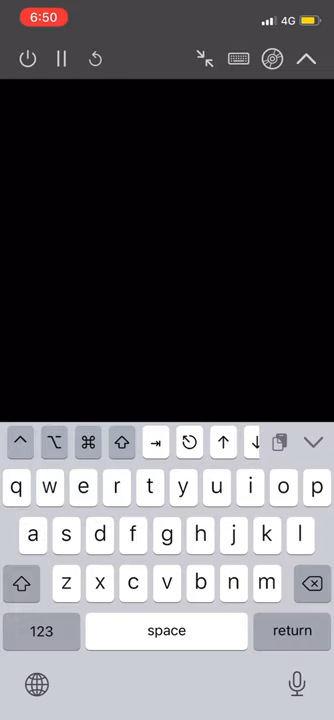 6:50
4G
q w e r t y u i o p
a s d f g h j k l
z x c v b n m
123 space return